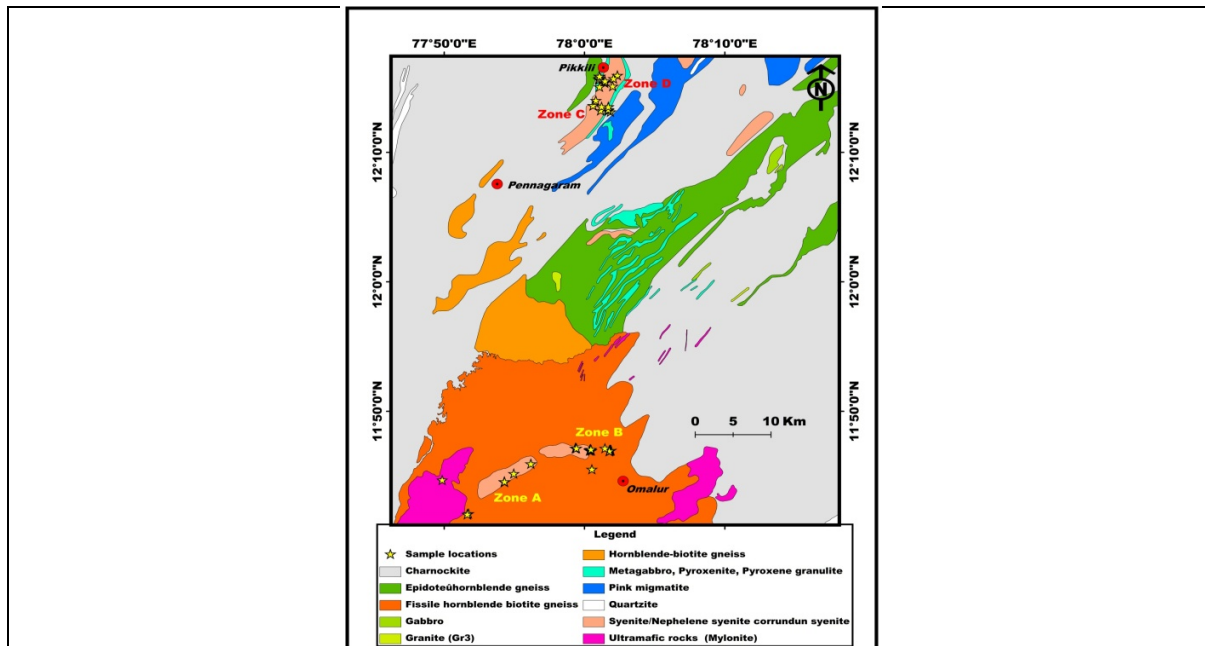 77°50'0"E 78°0'0"E 78°10'0"E
Pikkili
Zone D
N
Zone C
12°10'0"N 12°10'0"N
Pennagaram
12°0'0"N 12°0'0"N
11°50'0"N 11°50'0"N
0 5 10 Km
Zone B
Omalur
Zone A
Legend
Sample locations
Charnockite
Epidoteûhornblende gneiss
Fissile hornblende biotite gneiss
Gabbro
Granite (Gr3)
Hornblende-biotite gneiss
Metagabbro, Pyroxenite, Pyroxene granulite
Pink migmatite
Quartzite
Syenite/Nephelene syenite corrundun syenite
Ultramafic rocks (Mylonite)